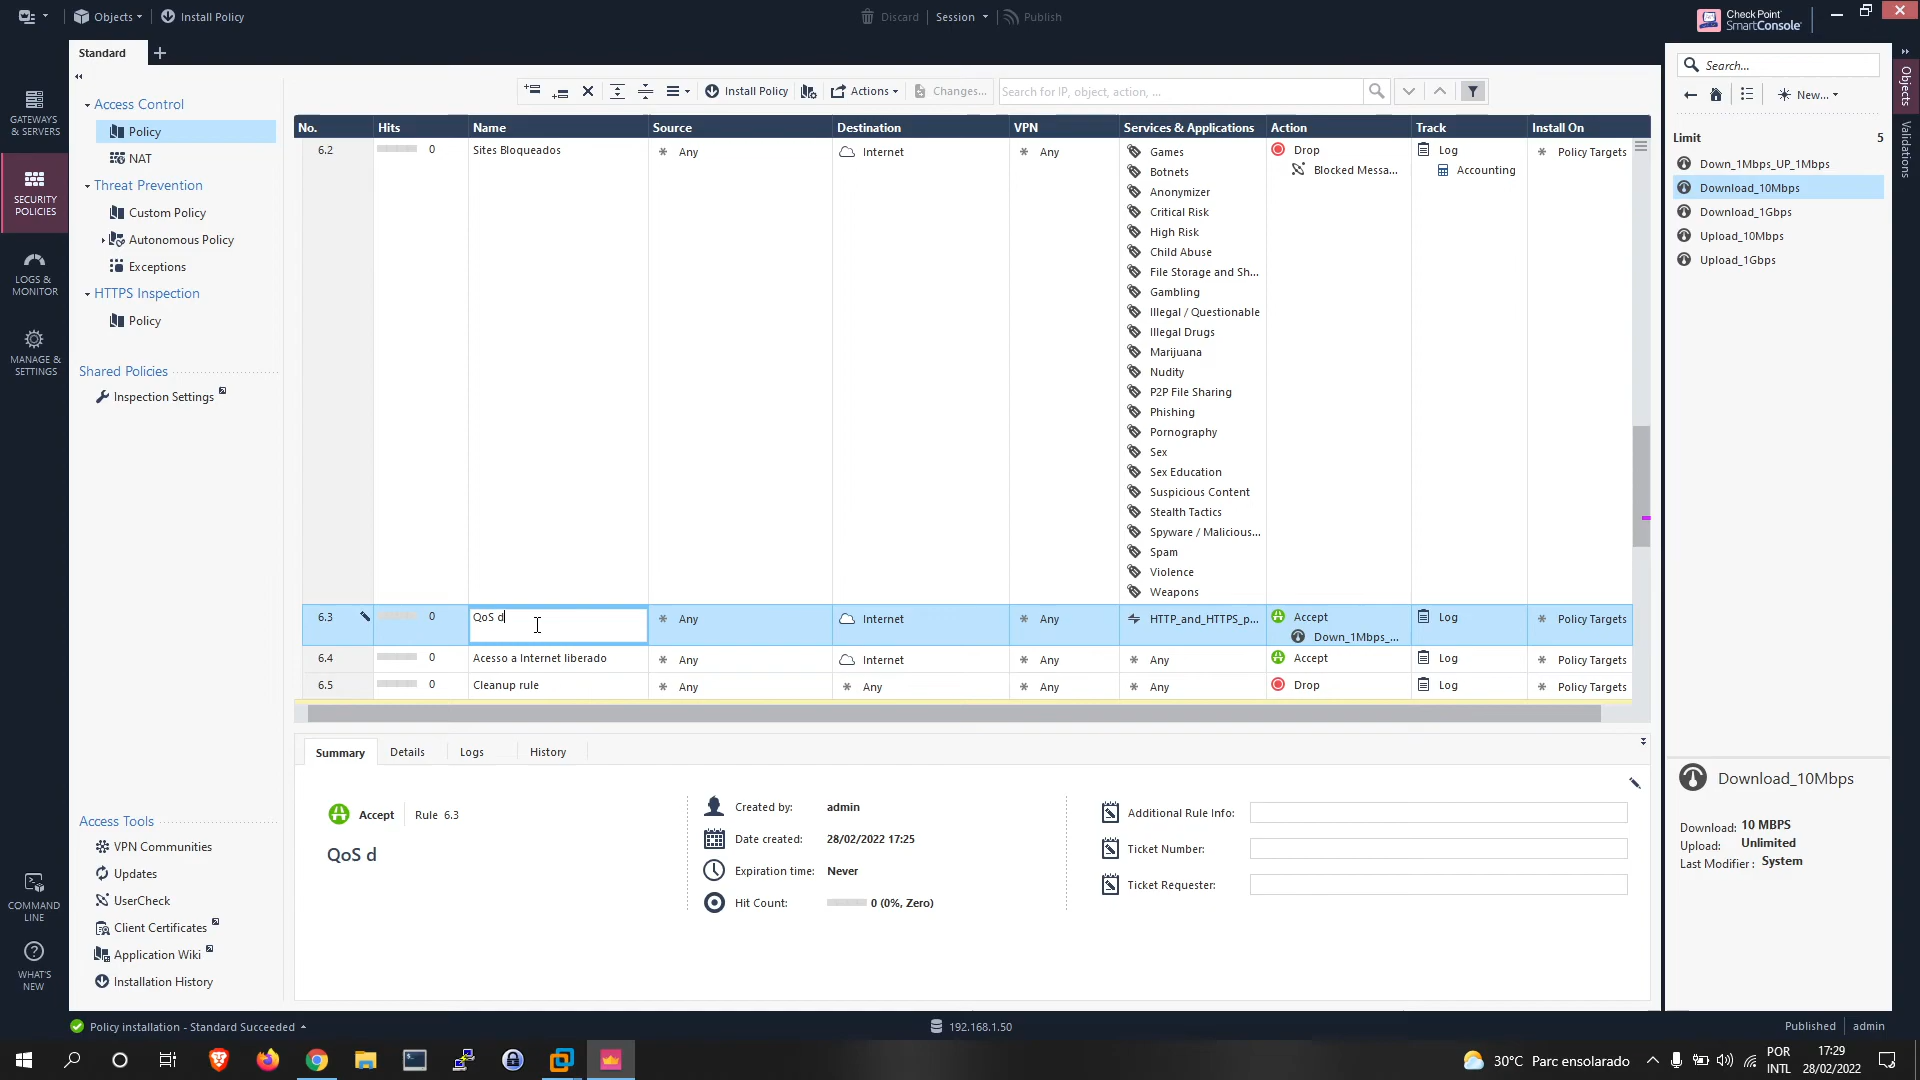 Objects
Install Policy
Discard
Session
Publish
Check Point
SmartConsole
Standard
GATEWAYS
& SERVERS
SECURITY
POLICIES
LOGS &
MONITOR
MANAGE &
SETTINGS
COMMAND
LINE
WHAT'S
NEW
Access Control
Policy
NAT
Threat Prevention
Custom Policy
Autonomous Policy
Exceptions
HTTPS Inspection
Policy
Shared Policies
Inspection Settings
Access Tools
VPN Communities
Updates
UserCheck
Client Certificates
Application Wiki
Installation History
Install Policy
Actions
Changes...
Search for IP, object, action, ...
No. Hits Name Source Destination VPN Services & Applications Action Track Install On
6.2 0 Sites Bloqueados * Any Internet * Any Games Drop Log * Policy Targets
Botnets Blocked Messa... Accounting
Anonymizer
Critical Risk
High Risk
Child Abuse
File Storage and Sh...
Gambling
Illegal / Questionable
Illegal Drugs
Marijuana
Nudity
P2P File Sharing
Phishing
Pornography
Sex
Sex Education
Suspicious Content
Stealth Tactics
Spyware / Malicious...
Spam
Violence
Weapons
6.3 0 QoS d * Any Internet * Any HTTP_and_HTTPS_p... Accept Log * Policy Targets
Down_1Mbps_...
6.4 0 Acesso a Internet liberado * Any Internet * Any * Any Accept Log * Policy Targets
6.5 0 Cleanup rule * Any * Any * Any * Any Drop Log * Policy Targets
Summary Details Logs History
Accept Rule 6.3
QoS d
Created by: admin
Date created: 28/02/2022 17:25
Expiration time: Never
Hit Count: 0 (0%, Zero)
Additional Rule Info:
Ticket Number:
Ticket Requester:
Search...
New...
Limit 5
Down_1Mbps_UP_1Mbps
Download_10Mbps
Download_1Gbps
Upload_10Mbps
Upload_1Gbps
Download_10Mbps
Download: 10 MBPS
Upload: Unlimited
Last Modifier : System
Objects
Validations
Policy installation - Standard Succeeded
192.168.1.50
Published admin
30°C Parc ensolarado
POR
INTL
17:29
28/02/2022